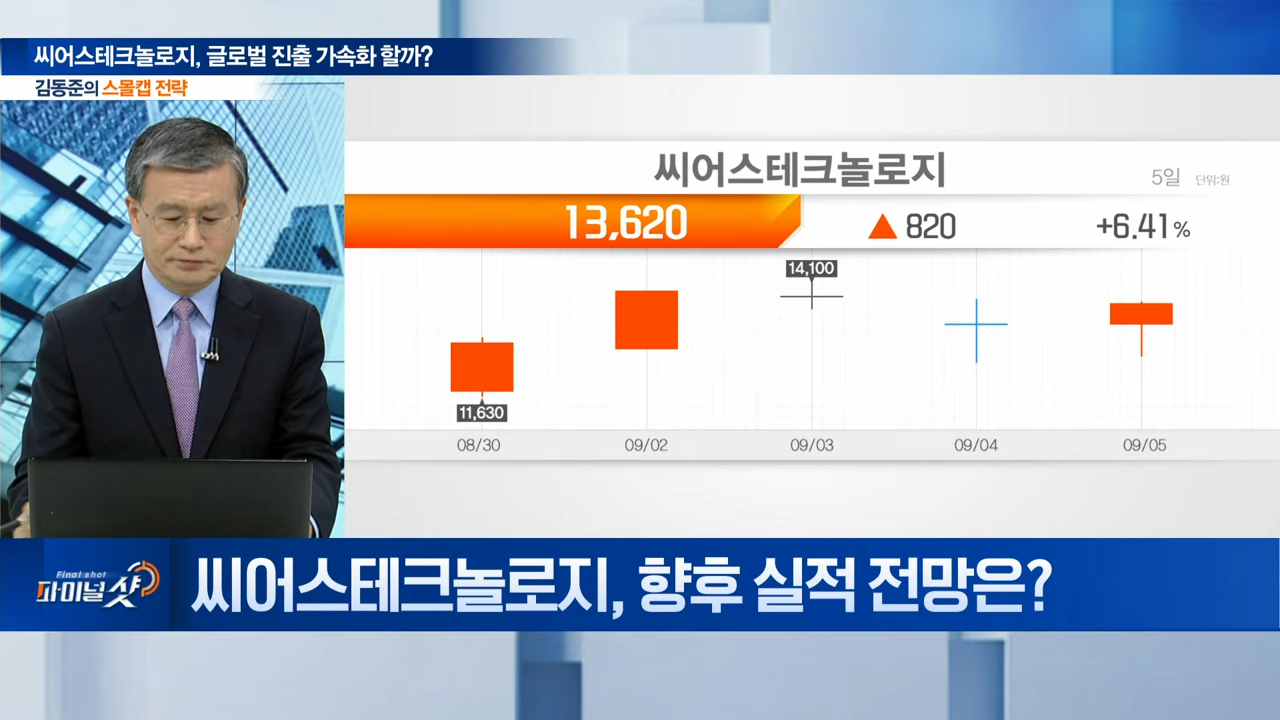 씨어스테크놀로지, 글로벌 진출 가속화 할까?
김동준의 스몰캡 전략
씨어스테크놀로지
5일 단위:원
13,620 ▲ 820 +6.41%
14,100
11,630
08/30 09/02 09/03 09/04 09/05
Final shot
파이널샷
씨어스테크놀로지, 향후 실적 전망은?